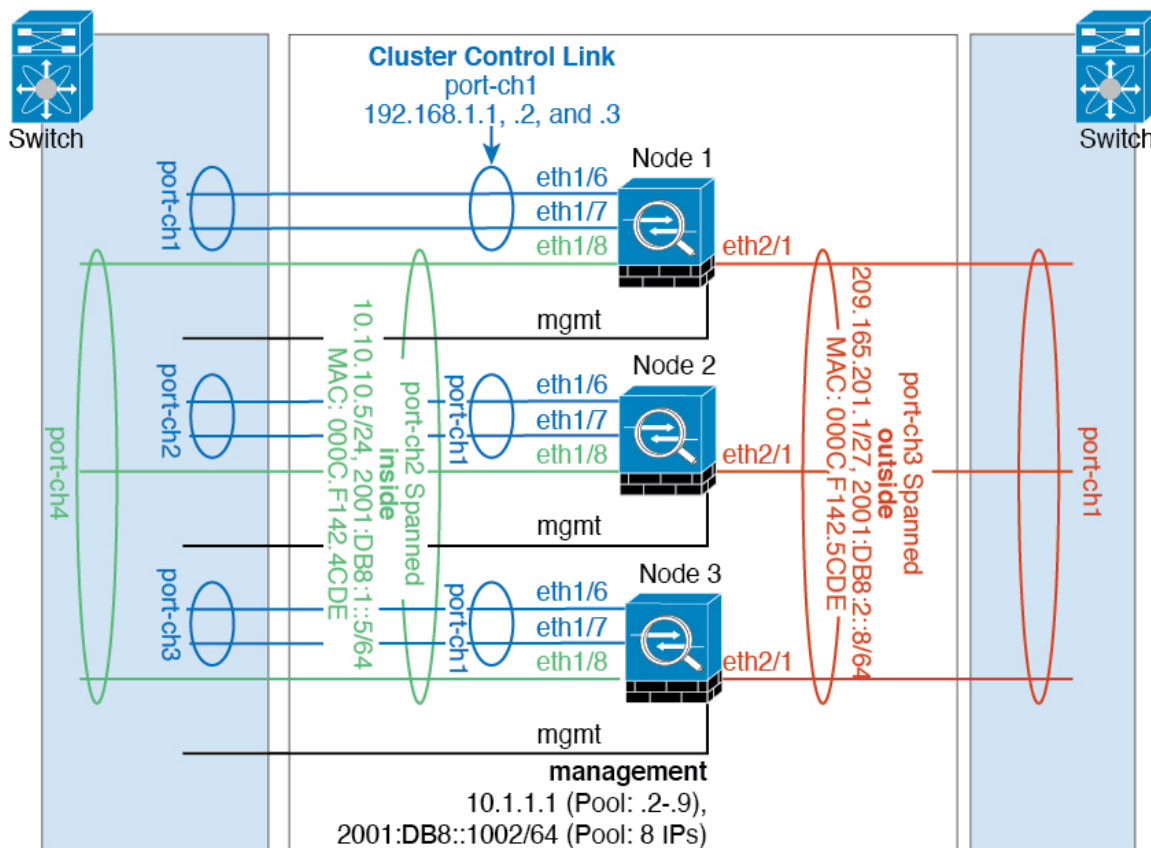 Switch
Switch
Cluster Control Link
port-ch1
192.168.1.1, .2, and .3
port-ch1
Node 1
eth1/6
eth1/7
eth1/8
eth2/1
mgmt
port-ch2
port-ch1
Node 2
eth1/6
eth1/7
eth1/8
eth2/1
mgmt
port-ch3
port-ch1
Node 3
eth1/6
eth1/7
eth1/8
eth2/1
mgmt
port-ch4
port-ch2 Spanned
inside
10.10.10.5/24, 2001:DB8:1::5/64
MAC: 000C.F142.4CDE
port-ch3 Spanned
outside
209.165.201.1/27, 2001:DB8:2::8/64
MAC: 000C.F142.5CDE
port-ch1
management
10.1.1.1 (Pool: .2-.9),
2001:DB8::1002/64 (Pool: 8 IPs)